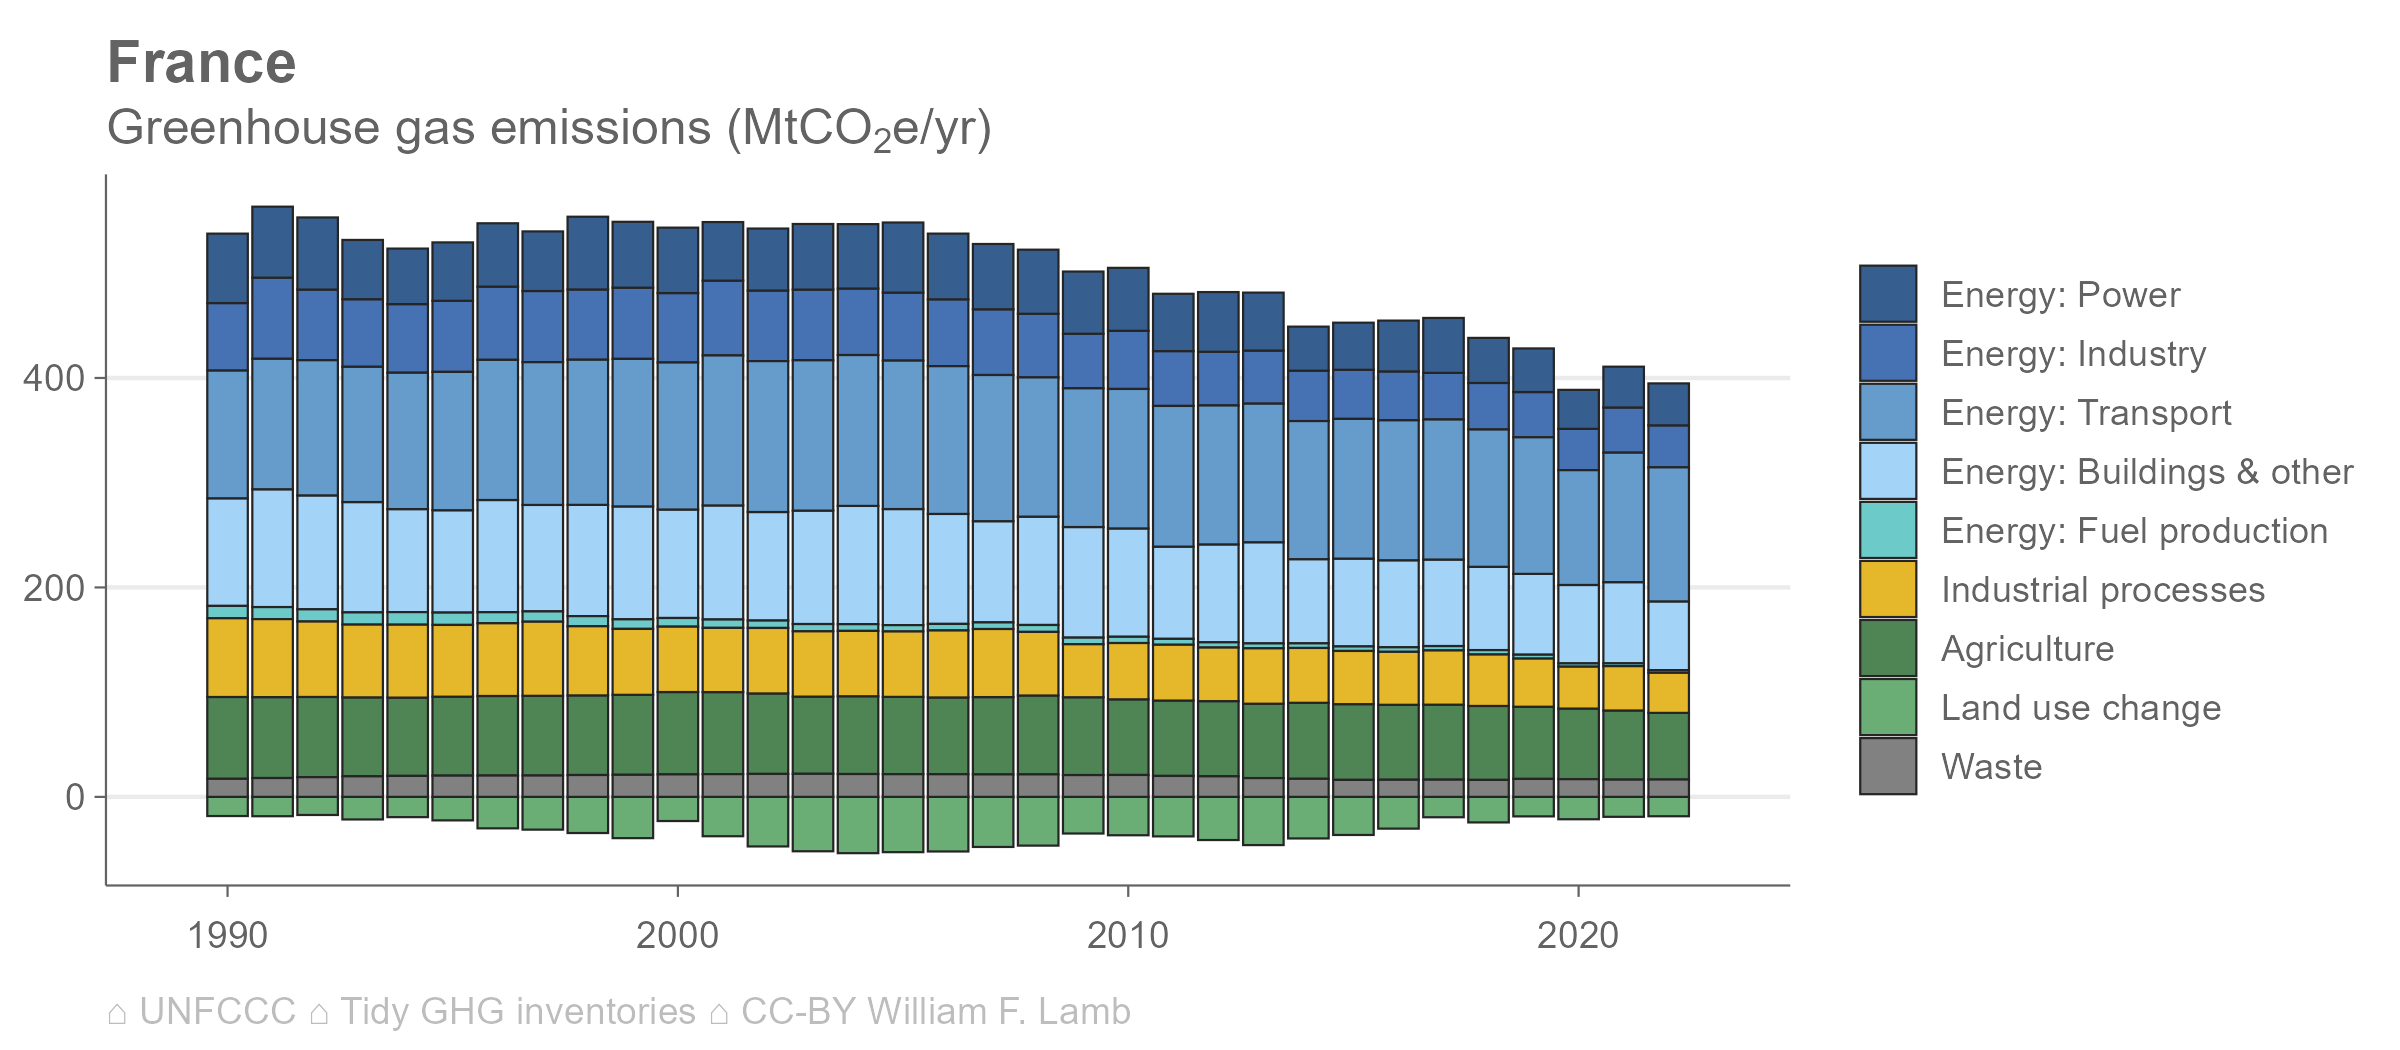 France
Greenhouse gas emissions (MtCO₂e/yr)
400
200
0
1990 2000 2010 2020
Energy: Power
Energy: Industry
Energy: Transport
Energy: Buildings & other
Energy: Fuel production
Industrial processes
Agriculture
Land use change
Waste
⌂ UNFCCC ⌂ Tidy GHG inventories ⌂ CC-BY William F. Lamb